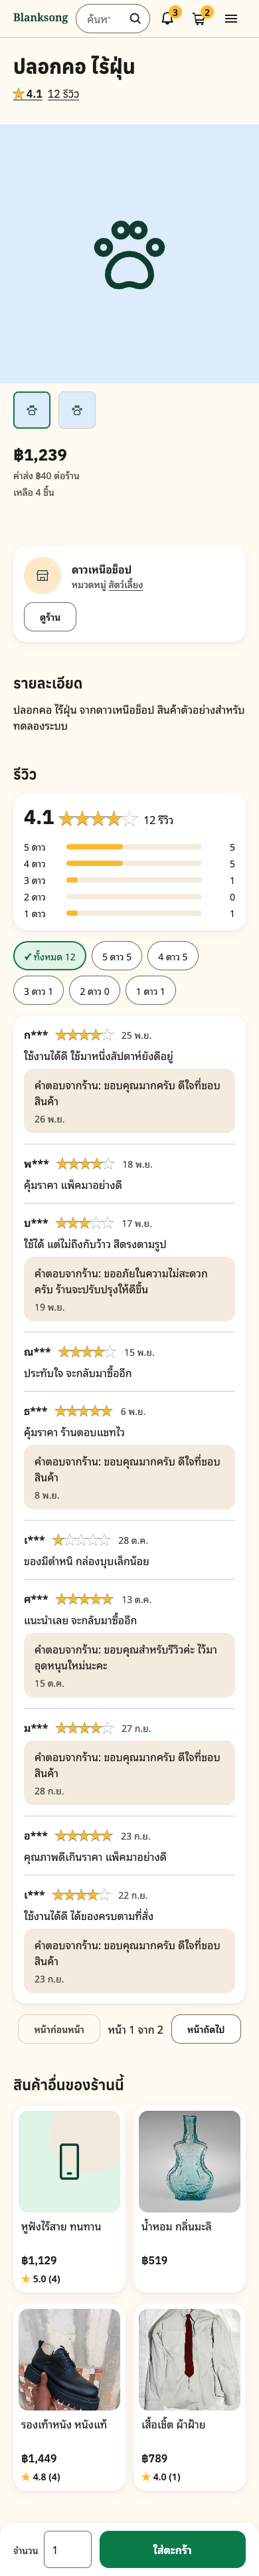 Blanksong
ค้นหา
3
2
ปลอกคอ ไร้ฝุ่น
4.1 12 รีวิว
฿1,239
ค่าส่ง ฿40 ต่อร้าน
เหลือ 4 ชิ้น
ดาวเหนือช็อป
หมวดหมู่ สัตว์เลี้ยง
ดูร้าน
รายละเอียด
ปลอกคอ ไร้ฝุ่น จากดาวเหนือช็อป สินค้าตัวอย่างสำหรับ
ทดลองระบบ
รีวิว
4.1 12 รีวิว
5 ดาว 5
4 ดาว 5
3 ดาว 1
2 ดาว 0
1 ดาว 1
✓ ทั้งหมด 12 5 ดาว 5 4 ดาว 5
3 ดาว 1 2 ดาว 0 1 ดาว 1
ก*** 25 พ.ย.
ใช้งานได้ดี ใช้มาหนึ่งสัปดาห์ยังดีอยู่
คำตอบจากร้าน: ขอบคุณมากครับ ดีใจที่ชอบ
สินค้า
26 พ.ย.
พ*** 18 พ.ย.
คุ้มราคา แพ็คมาอย่างดี
บ*** 17 พ.ย.
ใช้ได้ แต่ไม่ถึงกับว้าว สีตรงตามรูป
คำตอบจากร้าน: ขออภัยในความไม่สะดวก
ครับ ร้านจะปรับปรุงให้ดีขึ้น
19 พ.ย.
ณ*** 15 พ.ย.
ประทับใจ จะกลับมาซื้ออีก
ธ*** 6 พ.ย.
คุ้มราคา ร้านตอบแชทไว
คำตอบจากร้าน: ขอบคุณมากครับ ดีใจที่ชอบ
สินค้า
8 พ.ย.
เ*** 28 ต.ค.
ของมีตำหนิ กล่องบุบเล็กน้อย
ศ*** 13 ต.ค.
แนะนำเลย จะกลับมาซื้ออีก
คำตอบจากร้าน: ขอบคุณสำหรับรีวิวค่ะ ไว้มา
อุดหนุนใหม่นะคะ
15 ต.ค.
ม*** 27 ก.ย.
คำตอบจากร้าน: ขอบคุณมากครับ ดีใจที่ชอบ
สินค้า
28 ก.ย.
อ*** 23 ก.ย.
คุณภาพดีเกินราคา แพ็คมาอย่างดี
เ*** 22 ก.ย.
ใช้งานได้ดี ได้ของครบตามที่สั่ง
คำตอบจากร้าน: ขอบคุณมากครับ ดีใจที่ชอบ
สินค้า
23 ก.ย.
หน้าก่อนหน้า หน้า 1 จาก 2 หน้าถัดไป
สินค้าอื่นของร้านนี้
หูฟังไร้สาย ทนทาน
฿1,129
5.0 (4)
น้ำหอม กลิ่นมะลิ
฿519
รองเท้าหนัง หนังแท้
฿1,449
4.8 (4)
เสื้อเชิ้ต ผ้าฝ้าย
฿789
4.0 (1)
จำนวน 1 ใส่ตะกร้า